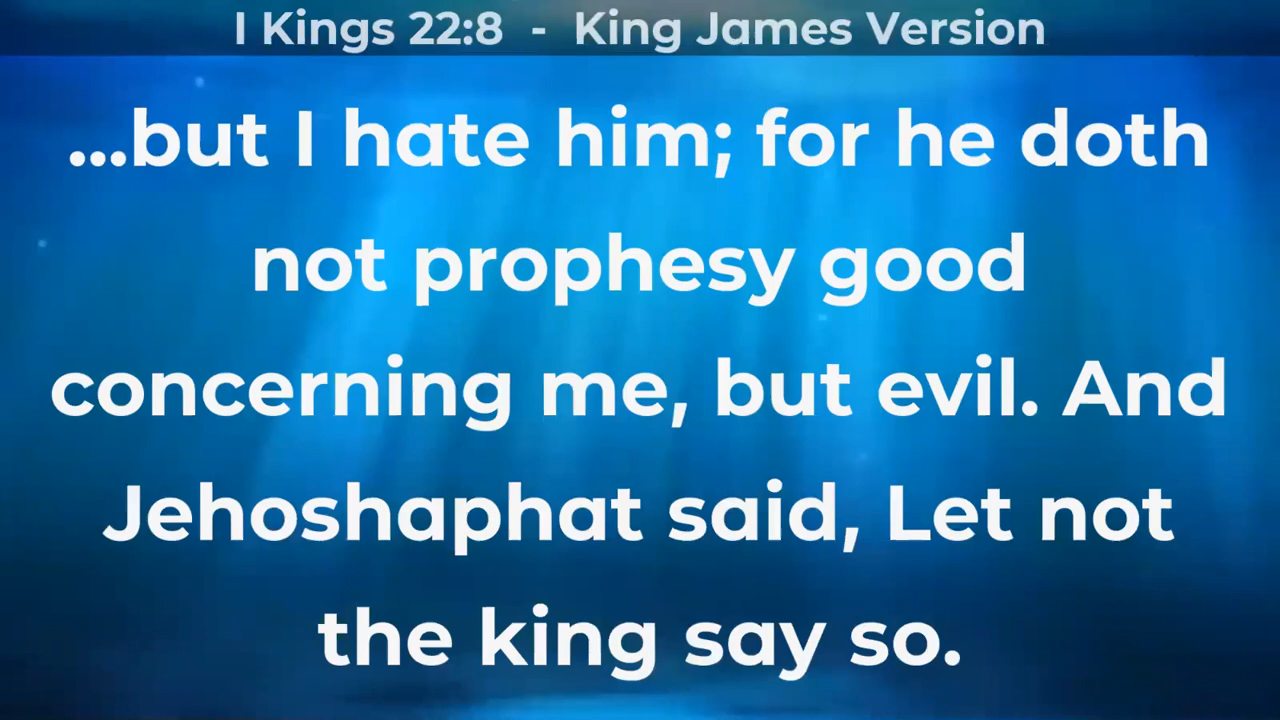 I Kings 22:8 - King James Version
...but I hate him; for he doth
not prophesy good
concerning me, but evil. And
Jehoshaphat said, Let not
the king say so.